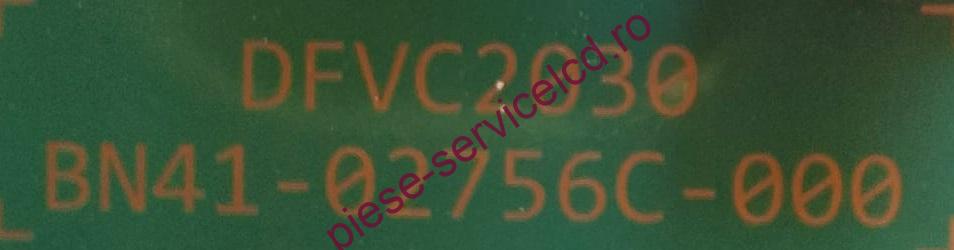 DFVC2030
BN41-02756C-000
piese-servicelcd.ro